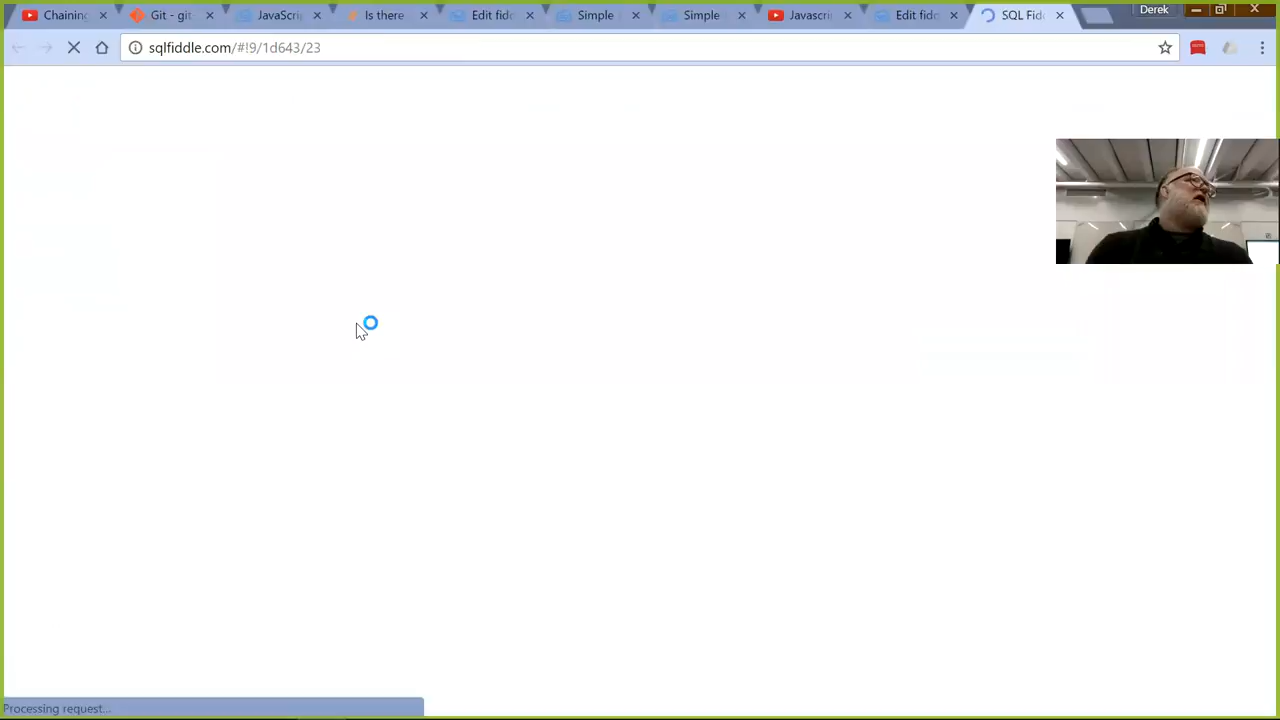 Chaining
Git - git
JavaScri
Is there
Edit fidd
Simple
Simple
Javascri
Edit fidd
SQL Fid
Derek
sqlfiddle.com/#!9/1d643/23
Processing request...